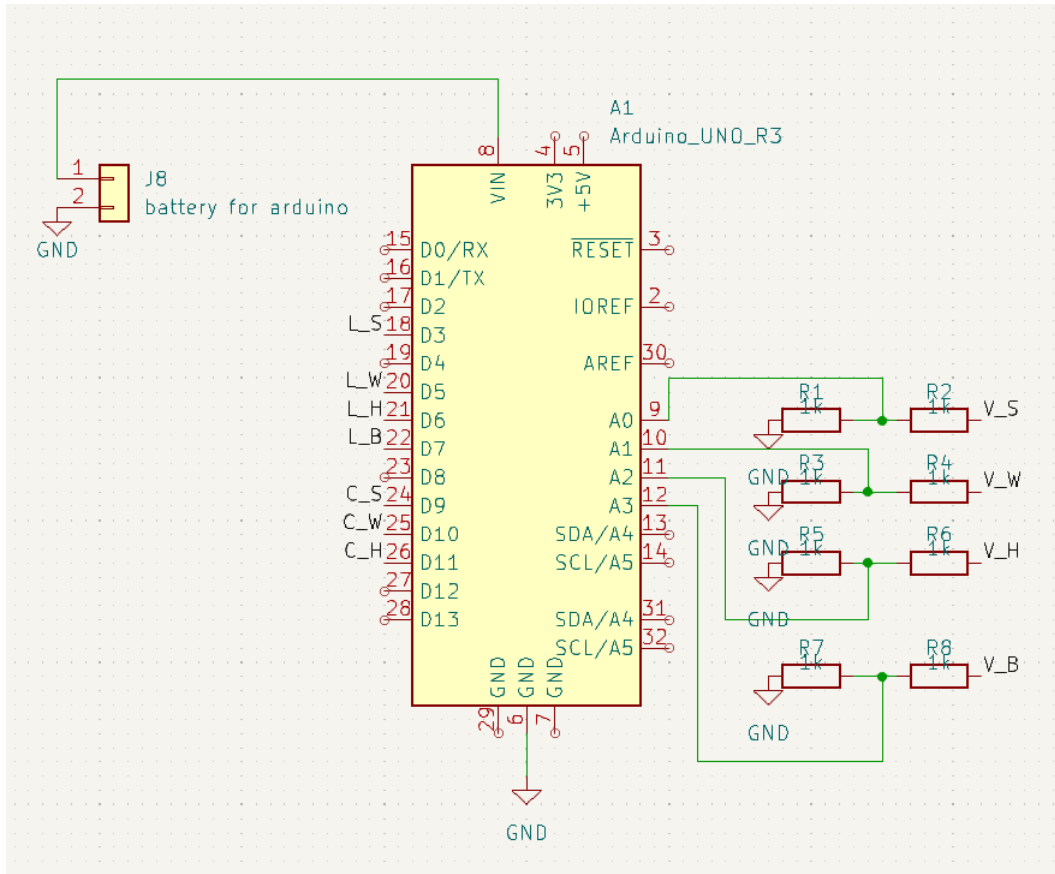 A1
Arduino_UNO_R3
8
4
5
VIN
3V3
+5V
1
2
J8
battery for arduino
GND
15 D0/RX
RESET 3
16 D1/TX
17 D2
IOREF 2
L_S 18 D3
19 D4
AREF 30
L_W 20 D5
L_H 21 D6
A0 9
L_B 22 D7
A1 10
23 D8
A2 11
C_S 24 D9
A3 12
C_W 25 D10
SDA/A4 13
C_H 26 D11
SCL/A5 14
27 D12
28 D13
SDA/A4 31
SCL/A5 32
GND GND GND
29 6 7
GND
R1 R2
1k 1k V_S
GND
R3 R4
1k 1k V_W
GND
R5 R6
1k 1k V_H
GND
R7 R8
1k 1k V_B
GND